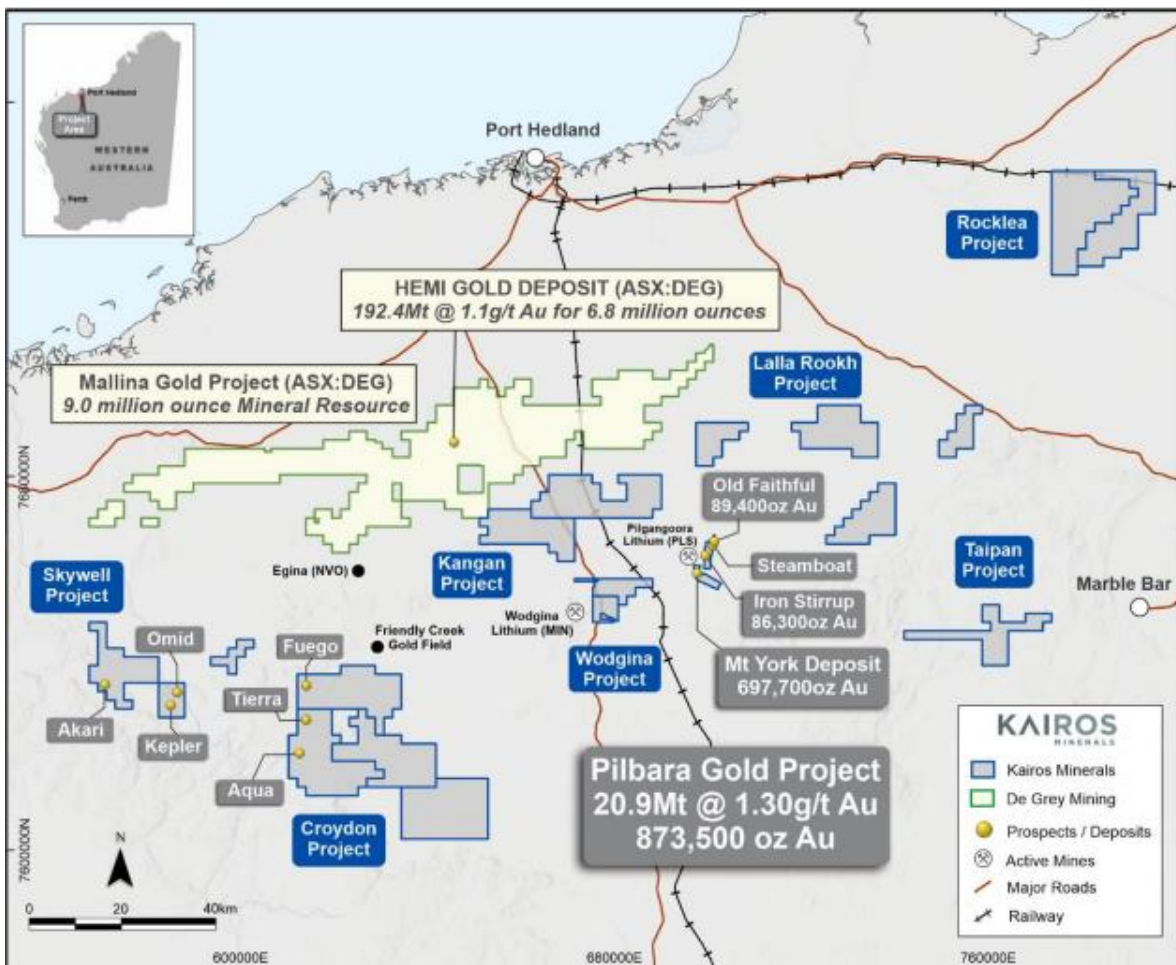 Port Hedland
Project
Area
WESTERN
AUSTRALIA
Perth
Port Hedland
Rocklea
Project
HEMI GOLD DEPOSIT (ASX:DEG)
192.4Mt @ 1.1g/t Au for 6.8 million ounces
Mallina Gold Project (ASX:DEG)
9.0 million ounce Mineral Resource
Lalla Rookh
Project
7680000N
Old Faithful
89,400oz Au
Pilgangoora
Lithium (PLS)
Steamboat
Iron Stirrup
86,300oz Au
Mt York Deposit
697,700oz Au
Taipan
Project
Marble Bar
Kangan
Project
Egina (NVO)
Skywell
Project
Wodgina
Lithium (MIN)
Wodgina
Project
Friendly Creek
Gold Field
Omid
Fuego
Tierra
Akari
Kepler
Aqua
Croydon
Project
Pilbara Gold Project
20.9Mt @ 1.30g/t Au
873,500 oz Au
KAIROS
MINERALS
Kairos Minerals
De Grey Mining
Prospects / Deposits
Active Mines
Major Roads
Railway
7600000N
N
0 20 40km
600000E
680000E
760000E